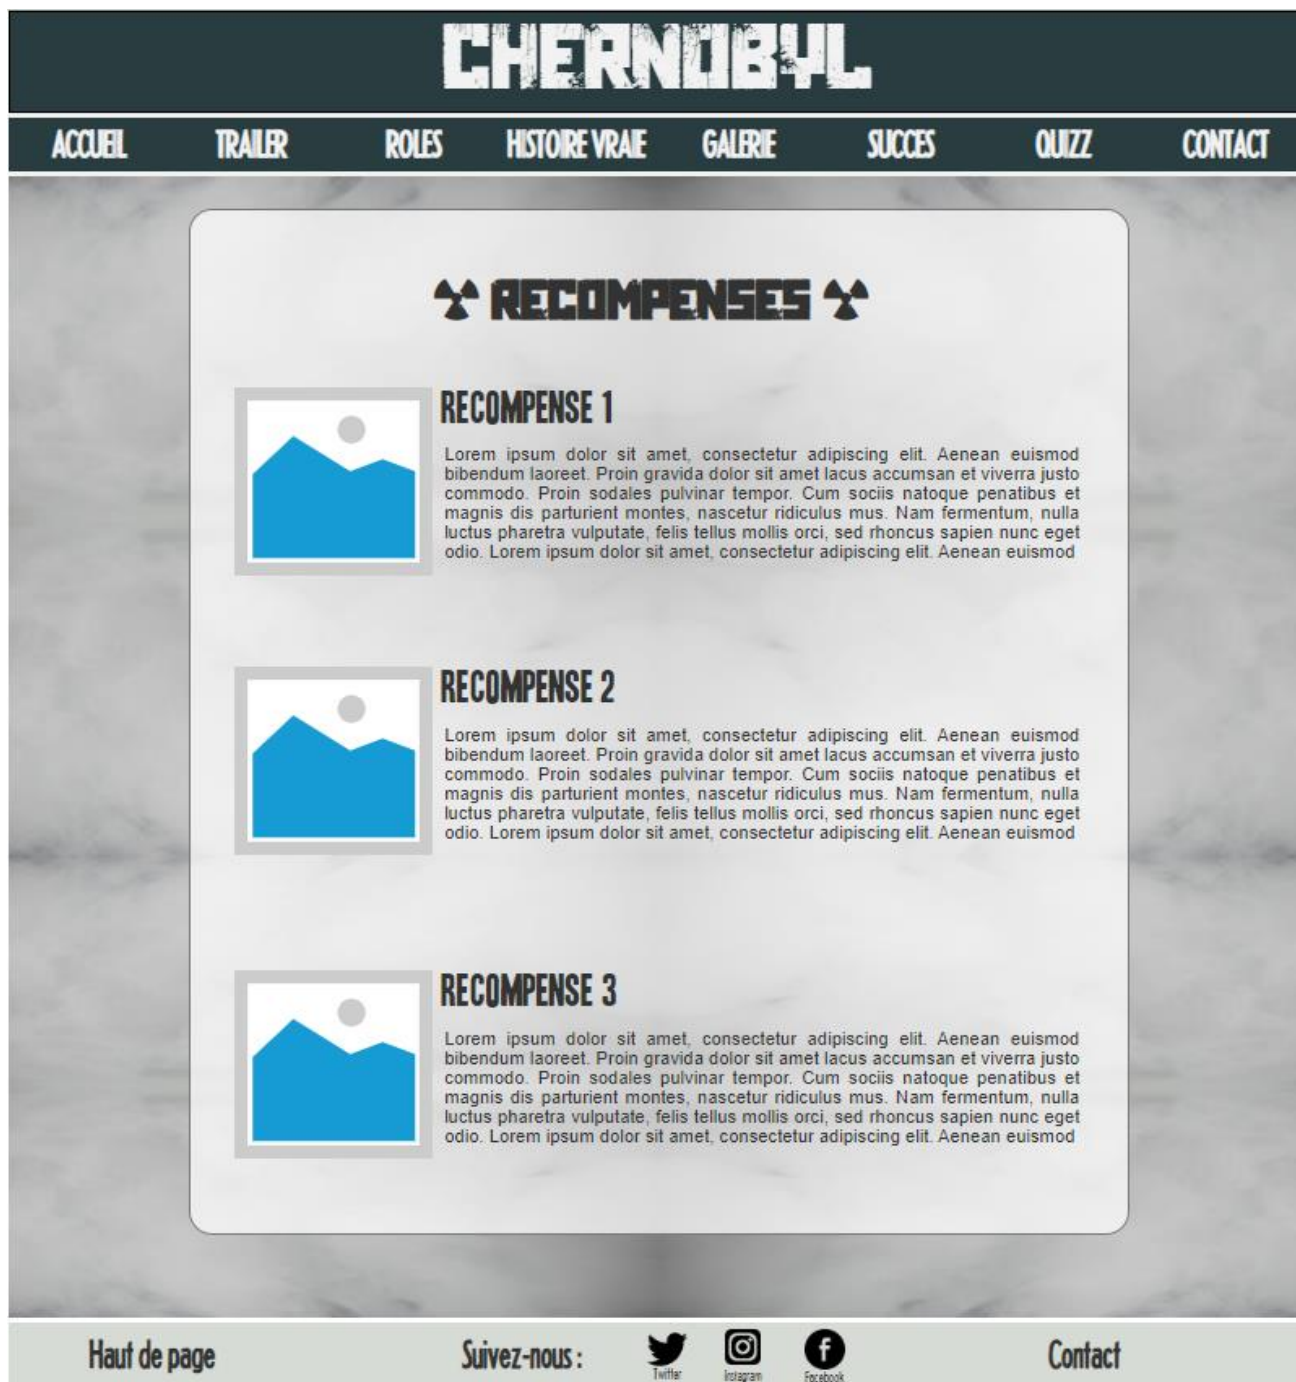 CHERNOBYL
ACCUEIL TRAILER ROLES HISTOIRE VRAIE GALERIE SUCCES QUIZZ CONTACT
RECOMPENSES
RECOMPENSE 1
Lorem ipsum dolor sit amet, consectetur adipiscing elit. Aenean euismod
bibendum laoreet. Proin gravida dolor sit amet lacus accumsan et viverra justo
commodo. Proin sodales pulvinar tempor. Cum sociis natoque penatibus et
magnis dis parturient montes, nascetur ridiculus mus. Nam fermentum, nulla
luctus pharetra vulputate, felis tellus mollis orci, sed rhoncus sapien nunc eget
odio. Lorem ipsum dolor sit amet, consectetur adipiscing elit. Aenean euismod
RECOMPENSE 2
Lorem ipsum dolor sit amet, consectetur adipiscing elit. Aenean euismod
bibendum laoreet. Proin gravida dolor sit amet lacus accumsan et viverra justo
commodo. Proin sodales pulvinar tempor. Cum sociis natoque penatibus et
magnis dis parturient montes, nascetur ridiculus mus. Nam fermentum, nulla
luctus pharetra vulputate, felis tellus mollis orci, sed rhoncus sapien nunc eget
odio. Lorem ipsum dolor sit amet, consectetur adipiscing elit. Aenean euismod
RECOMPENSE 3
Lorem ipsum dolor sit amet, consectetur adipiscing elit. Aenean euismod
bibendum laoreet. Proin gravida dolor sit amet lacus accumsan et viverra justo
commodo. Proin sodales pulvinar tempor. Cum sociis natoque penatibus et
magnis dis parturient montes, nascetur ridiculus mus. Nam fermentum, nulla
luctus pharetra vulputate, felis tellus mollis orci, sed rhoncus sapien nunc eget
odio. Lorem ipsum dolor sit amet, consectetur adipiscing elit. Aenean euismod
Haut de page Suivez-nous : Contact
Twitter Instagram Facebook